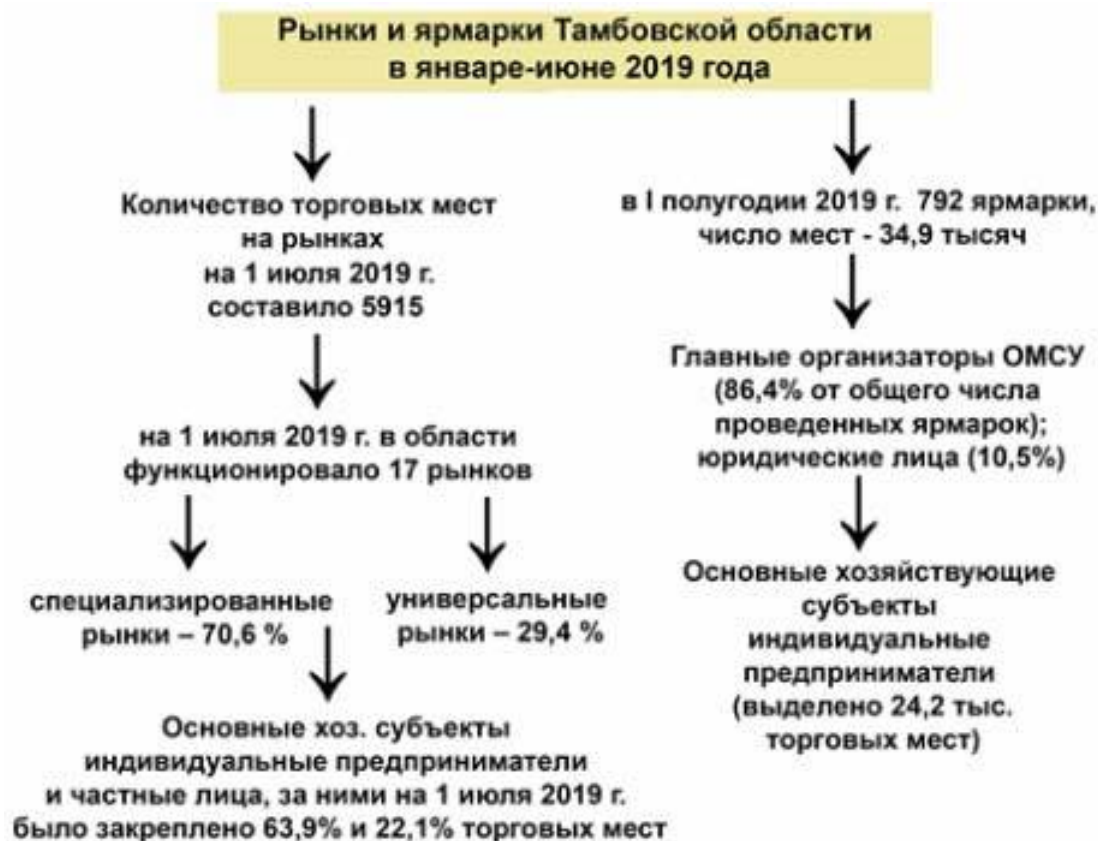 Рынки и ярмарки Тамбовской области
в январе-июне 2019 года
Количество торговых мест
на рынках
на 1 июля 2019 г.
составило 5915
на 1 июля 2019 г. в области
функционировало 17 рынков
специализированные
рынки – 70,6 %
универсальные
рынки – 29,4 %
Основные хоз. субъекты
индивидуальные предприниматели
и частные лица, за ними на 1 июля 2019 г.
было закреплено 63,9% и 22,1% торговых мест
в I полугодии 2019 г. 792 ярмарки,
число мест - 34,9 тысяч
Главные организаторы ОМСУ
(86,4% от общего числа
проведенных ярмарок);
юридические лица (10,5%)
Основные хозяйствующие
субъекты
индивидуальные
предприниматели
(выделено 24,2 тыс.
торговых мест)